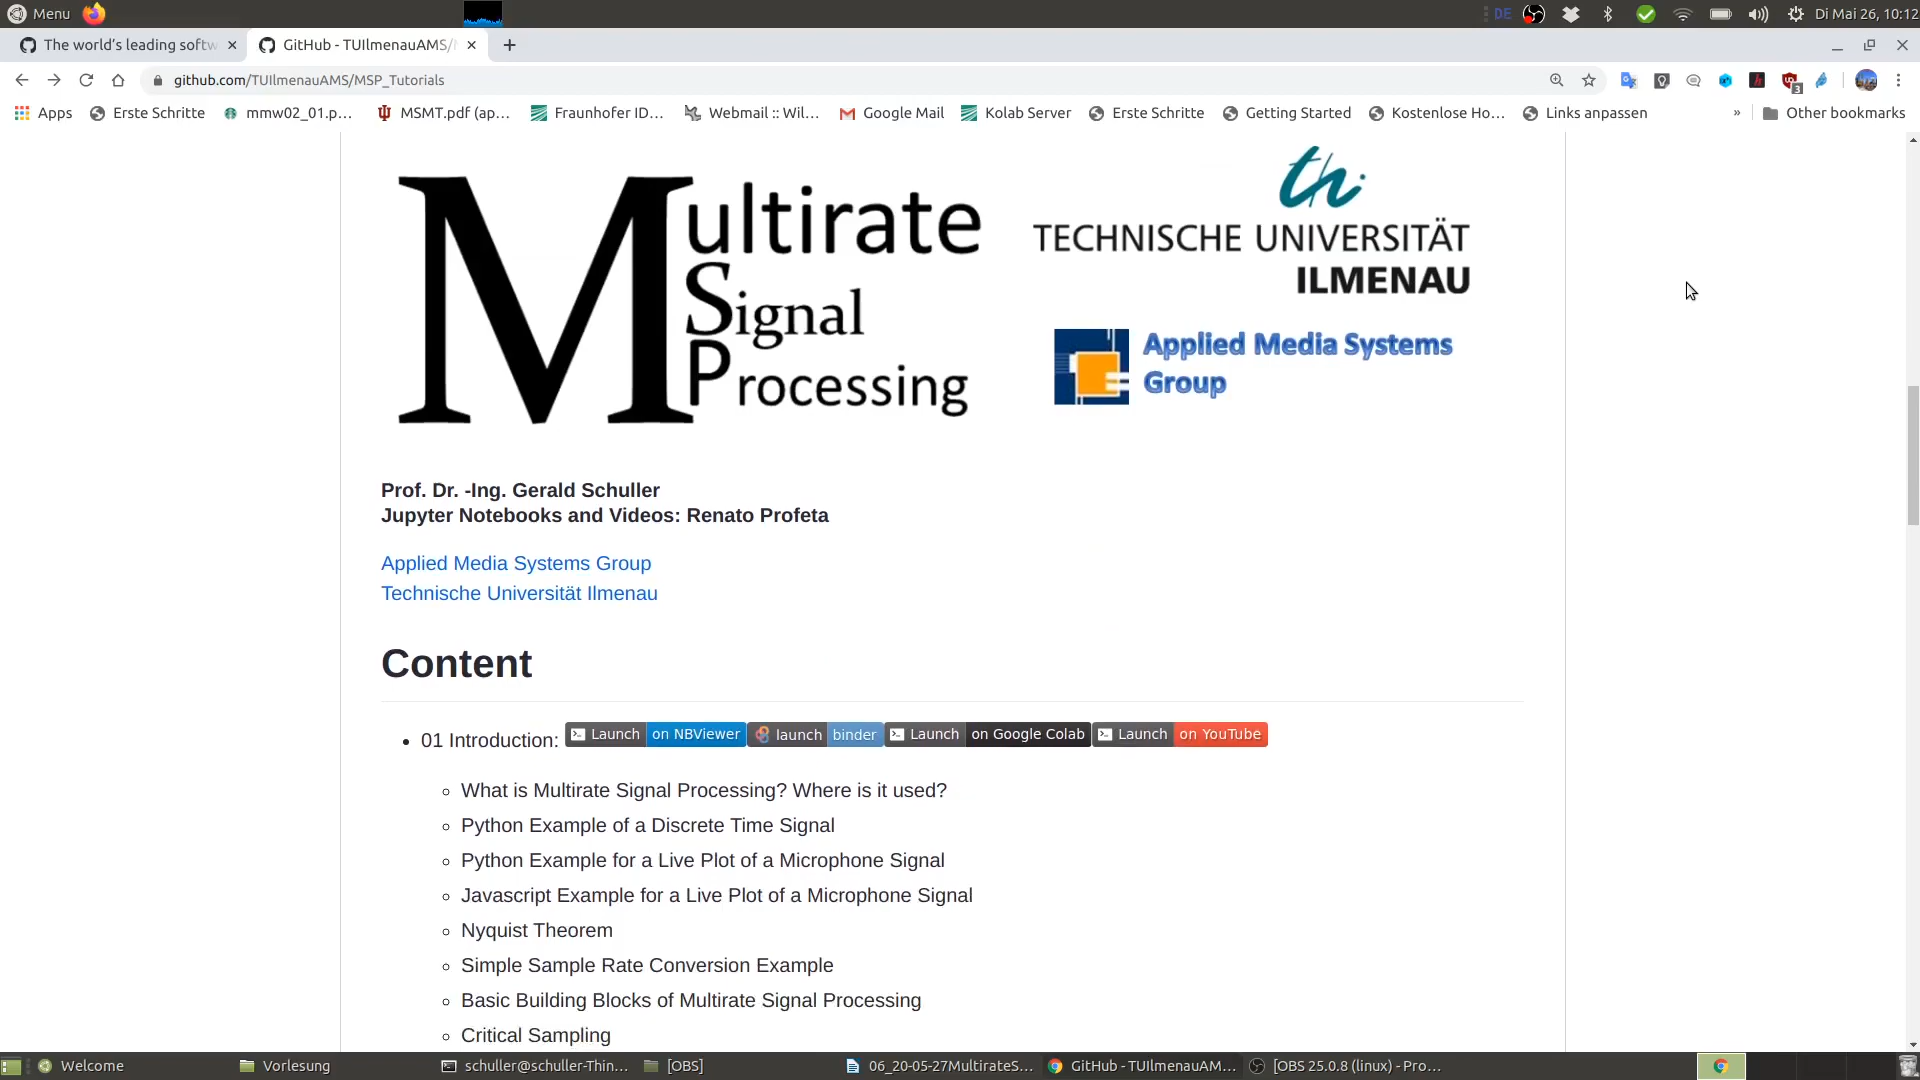 Menu
DE
Di Mai 26, 10:12
The world's leading softw
GitHub - TUIlmenauAMS/
github.com/TUIlmenauAMS/MSP_Tutorials
3
Apps
Erste Schritte
mmw02_01.p...
MSMT.pdf (ap...
Fraunhofer ID...
Webmail :: Wil...
Google Mail
Kolab Server
Erste Schritte
Getting Started
Kostenlose Ho...
Links anpassen
»
Other bookmarks
Multirate
Signal
Processing
th
TECHNISCHE UNIVERSITÄT
ILMENAU
Applied Media Systems
Group
Prof. Dr. -Ing. Gerald Schuller
Jupyter Notebooks and Videos: Renato Profeta
Applied Media Systems Group
Technische Universität Ilmenau
Content
01 Introduction: Launch on NBViewer launch binder Launch on Google Colab Launch on YouTube
What is Multirate Signal Processing? Where is it used?
Python Example of a Discrete Time Signal
Python Example for a Live Plot of a Microphone Signal
Javascript Example for a Live Plot of a Microphone Signal
Nyquist Theorem
Simple Sample Rate Conversion Example
Basic Building Blocks of Multirate Signal Processing
Critical Sampling
Welcome
Vorlesung
schuller@schuller-Thin...
[OBS]
06_20-05-27MultirateS...
GitHub - TUIlmenauAM...
[OBS 25.0.8 (linux) - Pro...